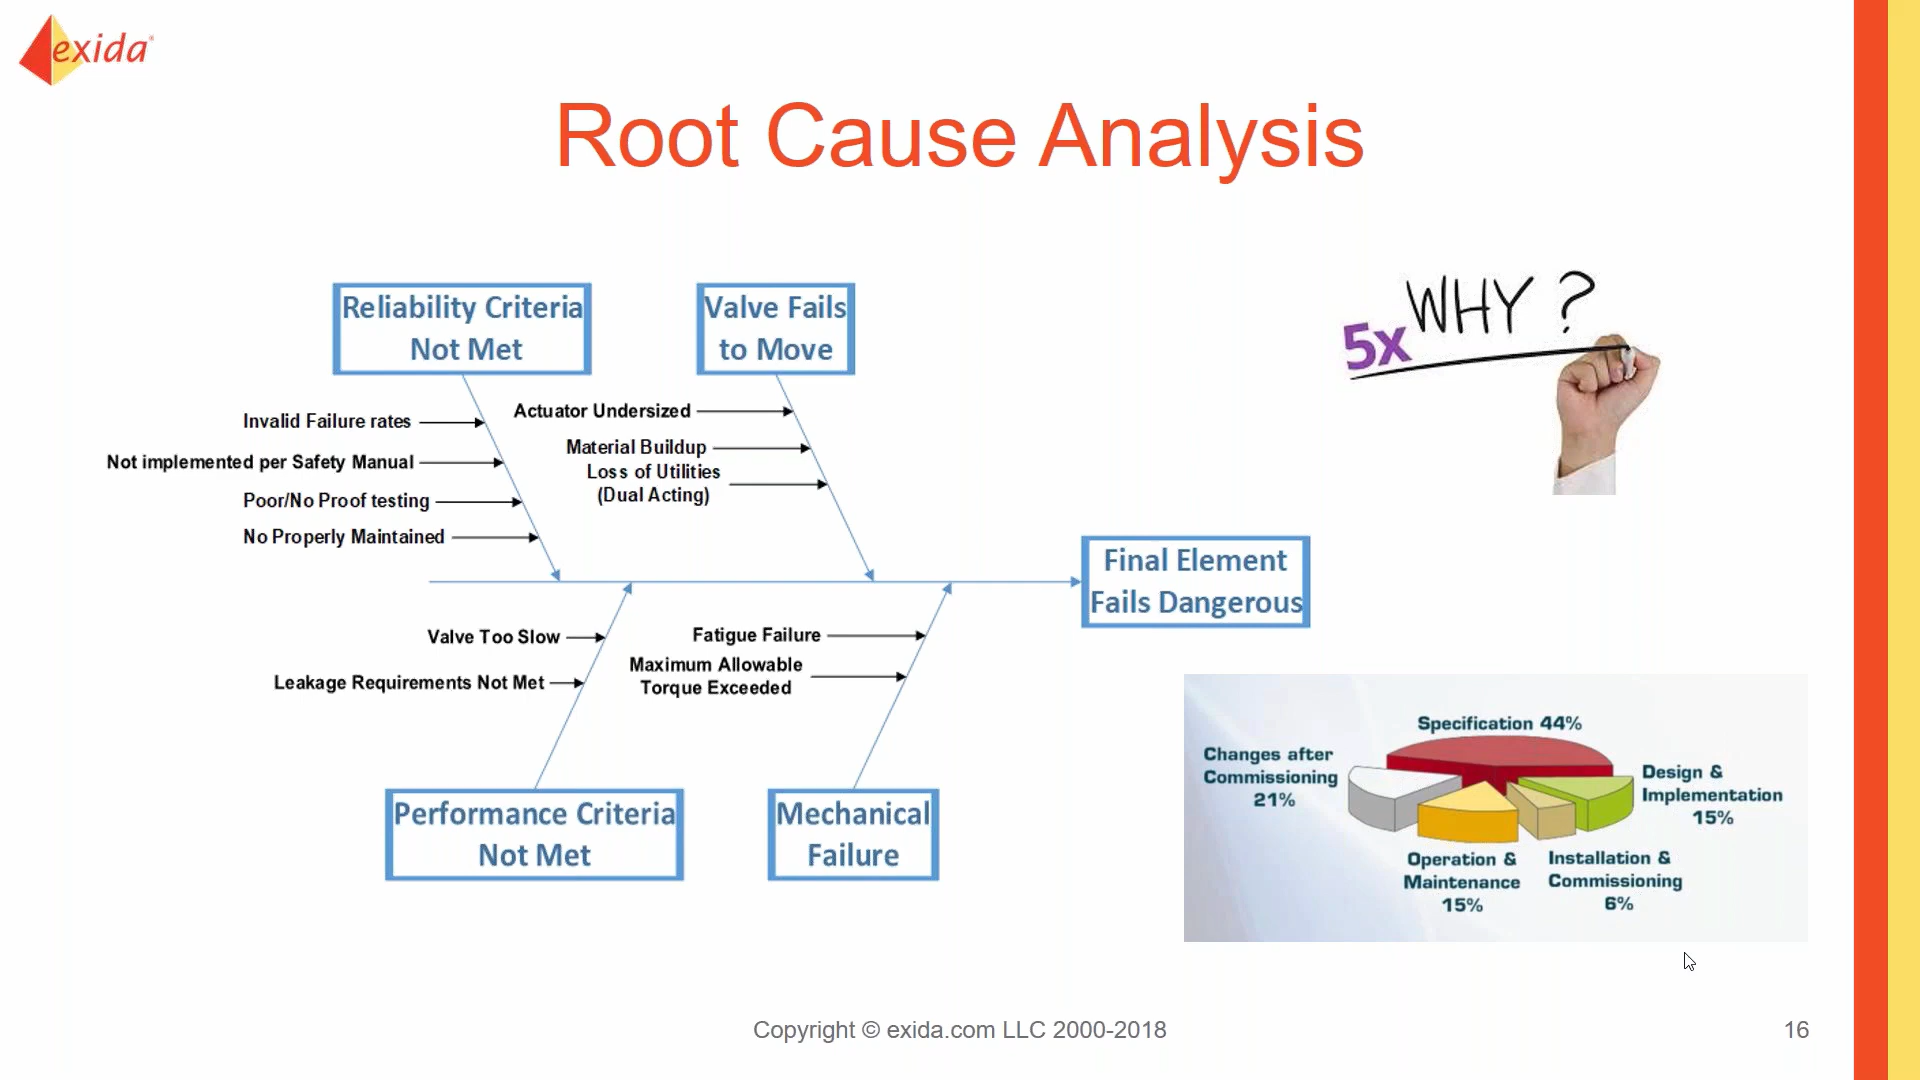 exida
Root Cause Analysis
Reliability Criteria
Not Met
Valve Fails
to Move
Invalid Failure rates
Not implemented per Safety Manual
Poor/No Proof testing
No Properly Maintained
Actuator Undersized
Material Buildup
Loss of Utilities
(Dual Acting)
Final Element
Fails Dangerous
Valve Too Slow
Leakage Requirements Not Met
Fatigue Failure
Maximum Allowable
Torque Exceeded
Performance Criteria
Not Met
Mechanical
Failure
5x WHY ?
Specification 44%
Changes after
Commissioning
21%
Design &
Implementation
15%
Operation &
Maintenance
15%
Installation &
Commissioning
6%
Copyright © exida.com LLC 2000-2018
16